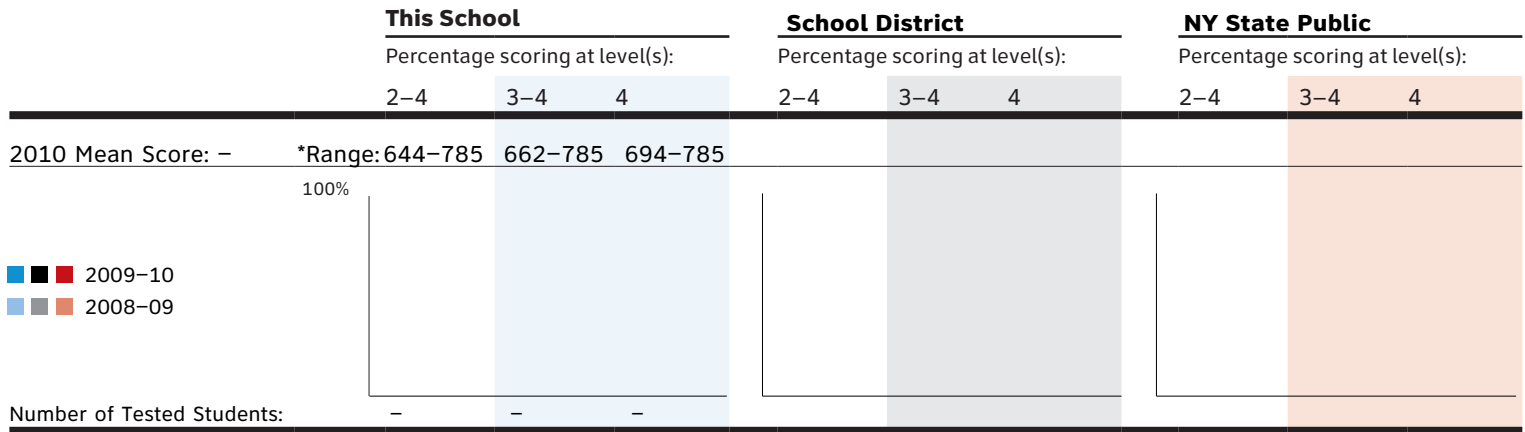 This School School District NY State Public
Percentage scoring at level(s): Percentage scoring at level(s): Percentage scoring at level(s):
2–4 3–4 4 2–4 3–4 4 2–4 3–4 4
2010 Mean Score: – *Range: 644–785 662–785 694–785
100%
2009–10
2008–09
Number of Tested Students: – – –